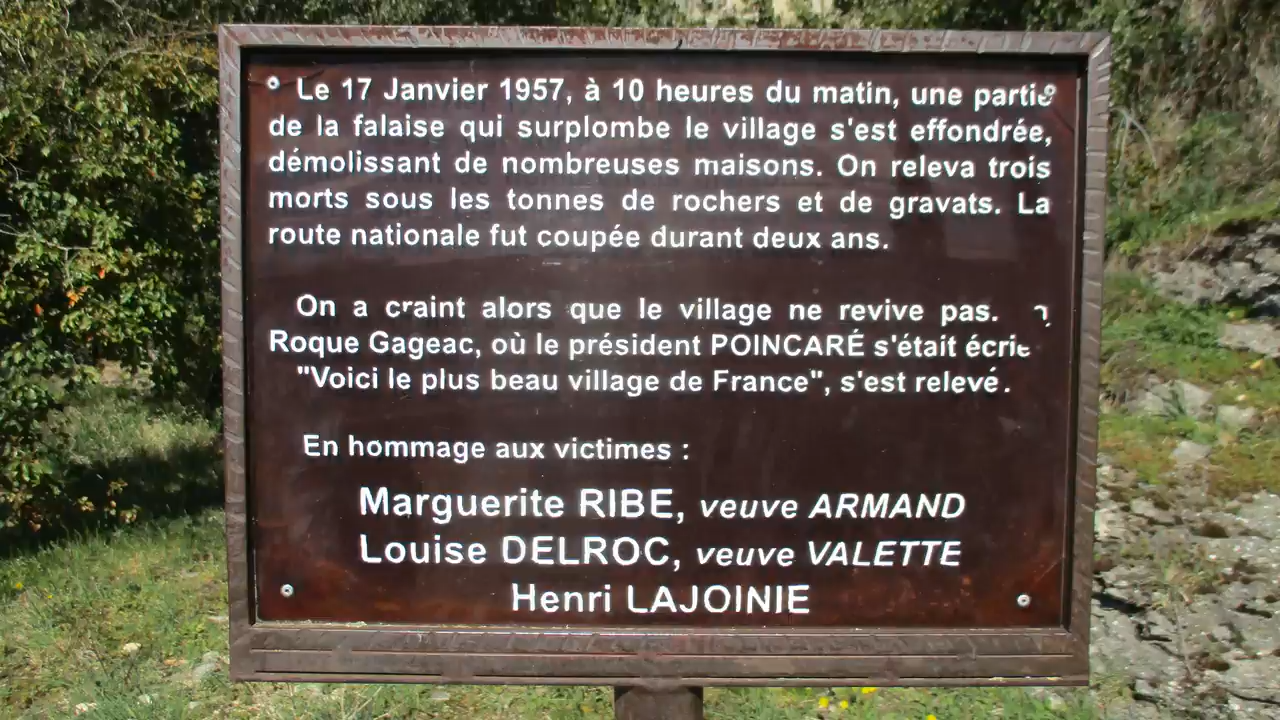 Le 17 Janvier 1957, à 10 heures du matin, une partie
de la falaise qui surplombe le village s'est effondrée,
démolissant de nombreuses maisons. On releva trois
morts sous les tonnes de rochers et de gravats. La
route nationale fut coupée durant deux ans.
On a craint alors que le village ne revive pas.
Roque Gageac, où le président POINCARÉ s'était écrie
"Voici le plus beau village de France", s'est relevé.
En hommage aux victimes :
Marguerite RIBE, veuve ARMAND
Louise DELROC, veuve VALETTE
Henri LAJOINIE